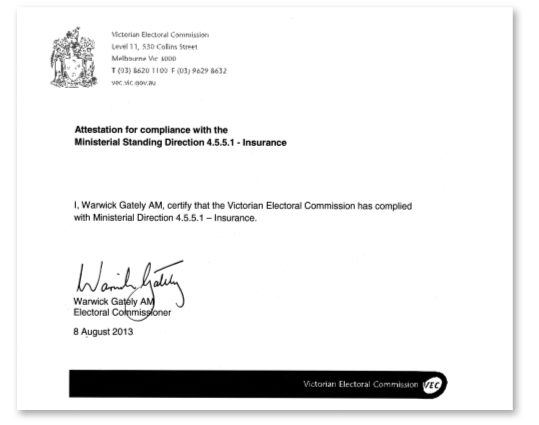 Victorian Electoral Commission
Level 11, 530 Collins Street
Melbourne Vic 3000
T (03) 8620 1100 F (03) 9629 8632
vec.vic.gov.au
Attestation for compliance with the
Ministerial Standing Direction 4.5.5.1 - Insurance
I, Warwick Gately AM, certify that the Victorian Electoral Commission has complied
with Ministerial Direction 4.5.5.1 – Insurance.
Warwick Gately
Warwick Gately AM
Electoral Commissioner
8 August 2013
Victorian Electoral Commission VEC